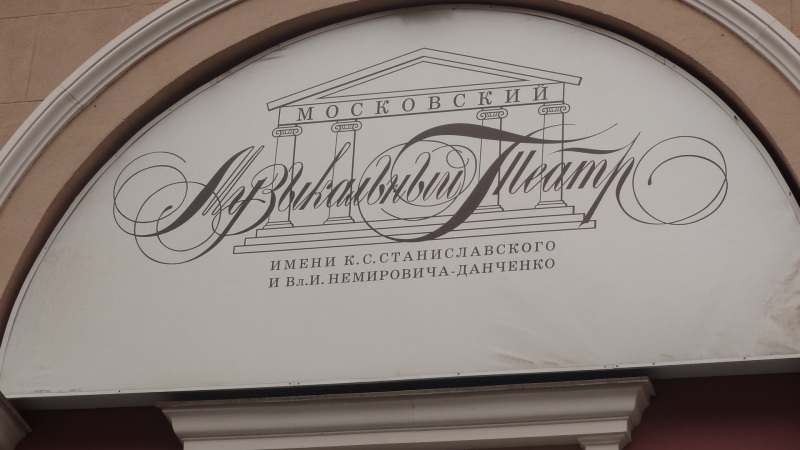 МОСКОВСКИЙ
Музыкальный Театр
ИМЕНИ К.С.СТАНИСЛАВСКОГО
И Вл.И.НЕМИРОВИЧА-ДАНЧЕНКО